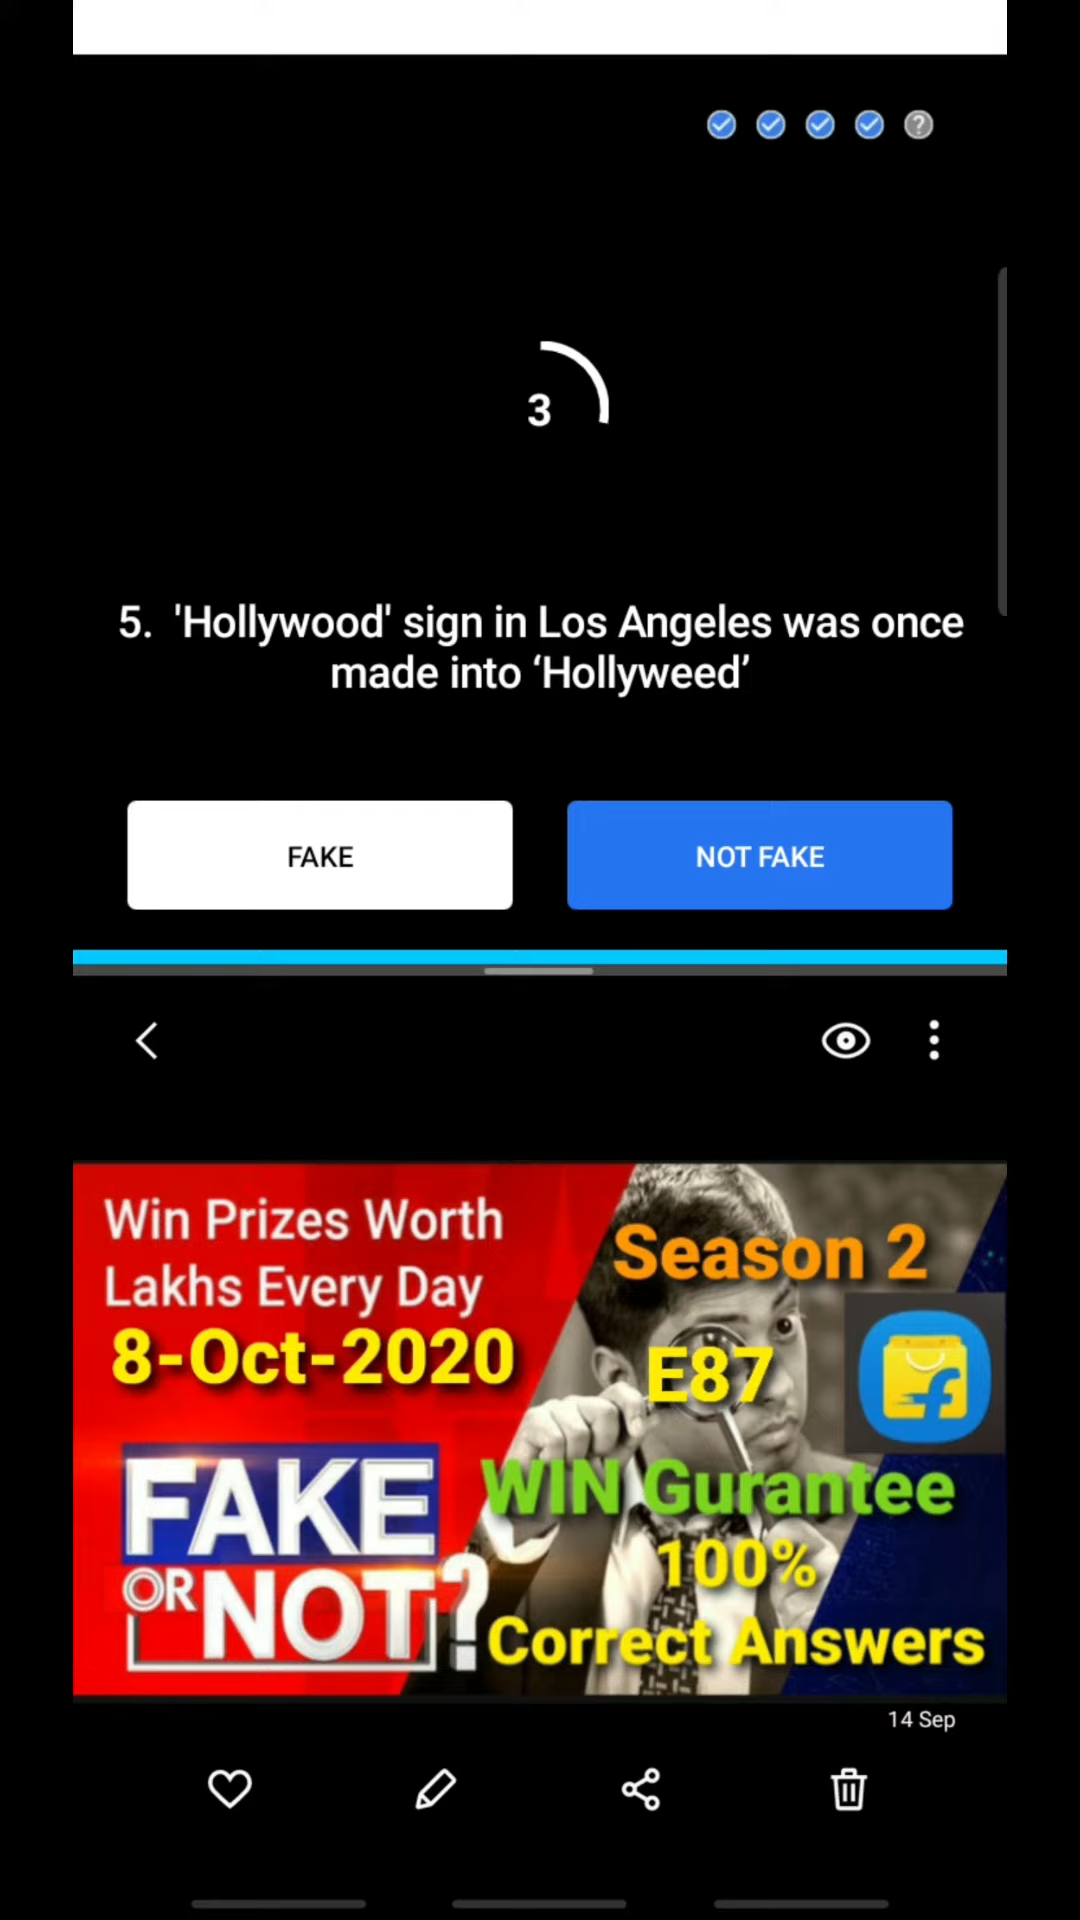 3
5. 'Hollywood' sign in Los Angeles was once
made into ‘Hollyweed’
FAKE
NOT FAKE
Win Prizes Worth
Lakhs Every Day
8-Oct-2020
Season 2
E87
FAKE
OR NOT?
WIN Gurantee
100%
Correct Answers
14 Sep